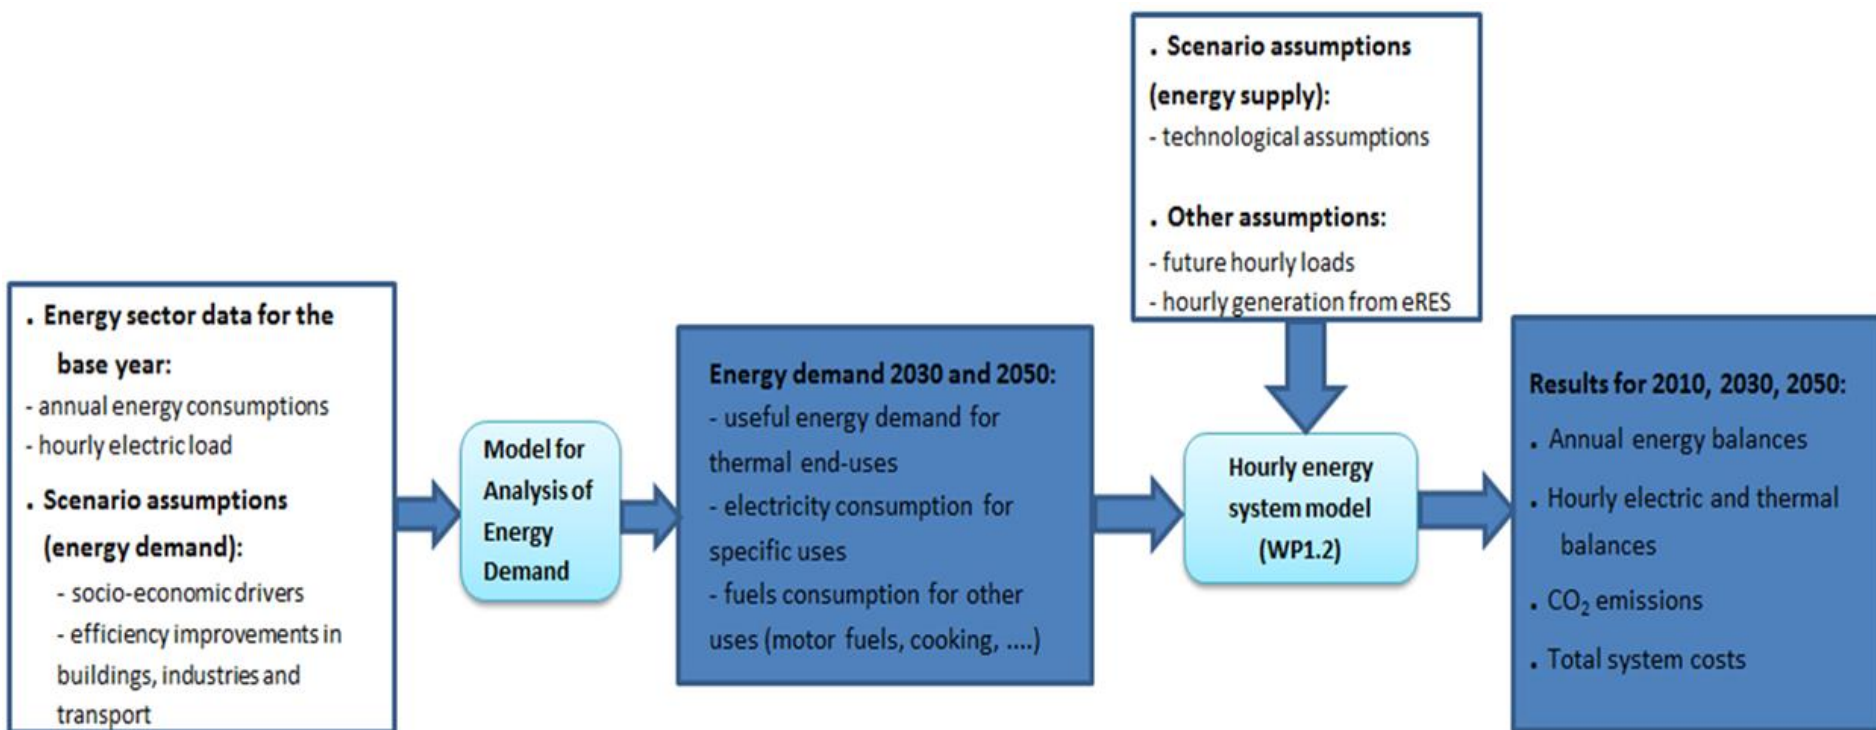 . Energy sector data for the
base year:
- annual energy consumptions
- hourly electric load
. Scenario assumptions
(energy demand):
- socio-economic drivers
- efficiency improvements in
buildings, industries and
transport
Model for
Analysis of
Energy
Demand
Energy demand 2030 and 2050:
- useful energy demand for
thermal end-uses
- electricity consumption for
specific uses
- fuels consumption for other
uses (motor fuels, cooking, ....)
. Scenario assumptions
(energy supply):
- technological assumptions
. Other assumptions:
- future hourly loads
- hourly generation from eRES
Hourly energy
system model
(WP1.2)
Results for 2010, 2030, 2050:
. Annual energy balances
. Hourly electric and thermal
balances
. CO₂ emissions
. Total system costs